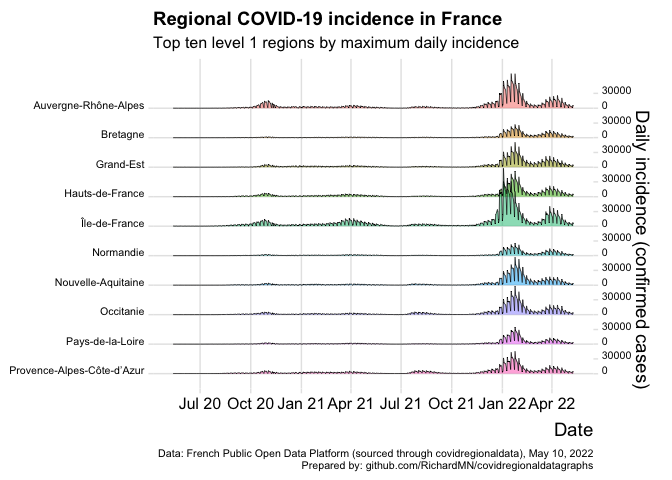 Regional COVID-19 incidence in France
Top ten level 1 regions by maximum daily incidence
Auvergne-Rhône-Alpes
Bretagne
Grand-Est
Hauts-de-France
Île-de-France
Normandie
Nouvelle-Aquitaine
Occitanie
Pays-de-la-Loire
Provence-Alpes-Côte-d'Azur
30000
0
30000
0
30000
0
30000
0
30000
0
30000
0
30000
0
30000
0
30000
0
30000
0
Daily incidence (confirmed cases)
Jul 20 Oct 20 Jan 21 Apr 21 Jul 21 Oct 21 Jan 22 Apr 22
Date
Data: French Public Open Data Platform (sourced through covidregionaldata), May 10, 2022
Prepared by: github.com/RichardMN/covidregionaldatagraphs